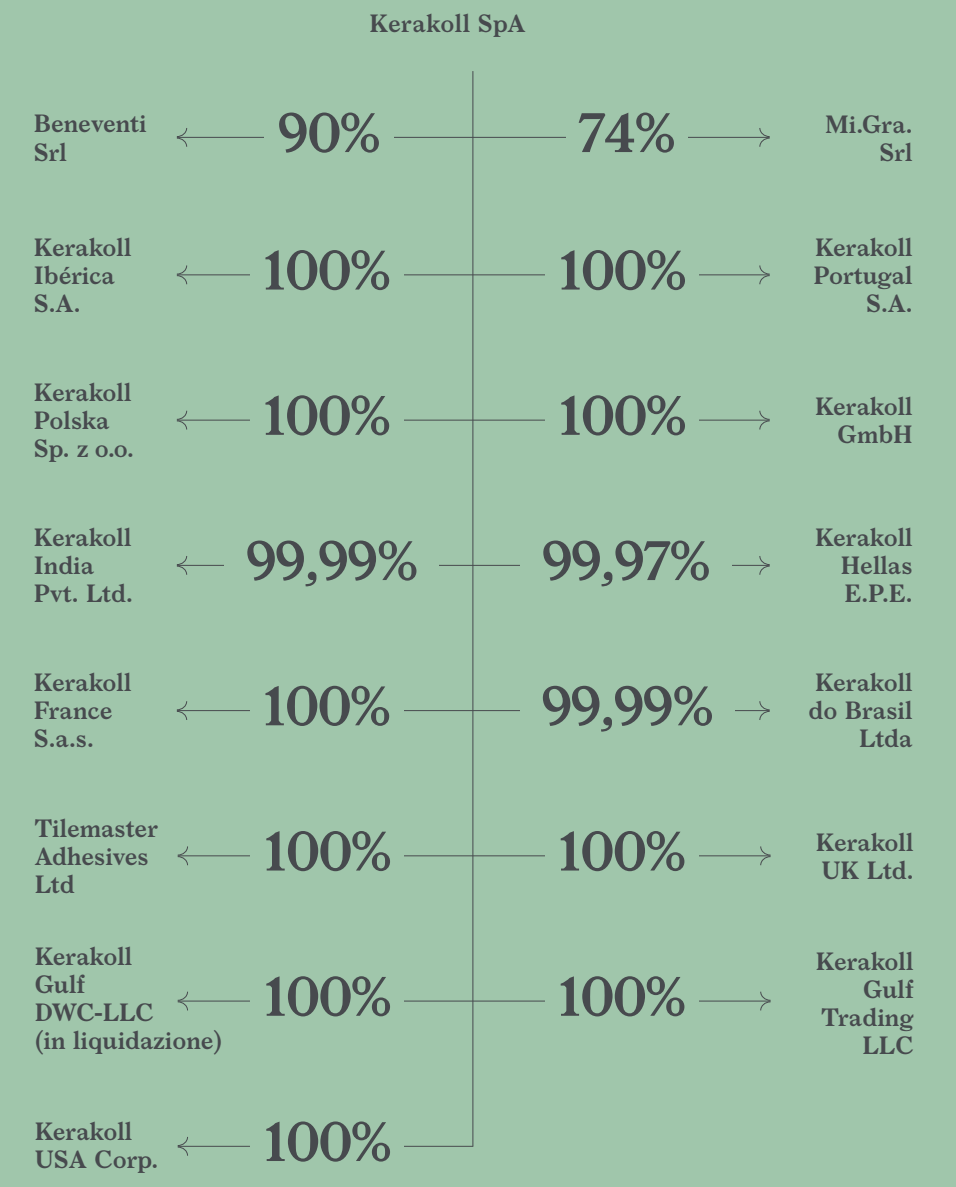 Kerakoll SpA
Beneventi
Srl
90%
74%
Mi.Gra.
Srl
Kerakoll
Ibérica
S.A.
100%
100%
Kerakoll
Portugal
S.A.
Kerakoll
Polska
Sp. z o.o.
100%
100%
Kerakoll
GmbH
Kerakoll
India
Pvt. Ltd.
99,99%
99,97%
Kerakoll
Hellas
E.P.E.
Kerakoll
France
S.a.s.
100%
99,99%
Kerakoll
do Brasil
Ltda
Tilemaster
Adhesives
Ltd
100%
100%
Kerakoll
UK Ltd.
Kerakoll
Gulf
DWC-LLC
(in liquidazione)
100%
100%
Kerakoll
Gulf
Trading
LLC
Kerakoll
USA Corp.
100%